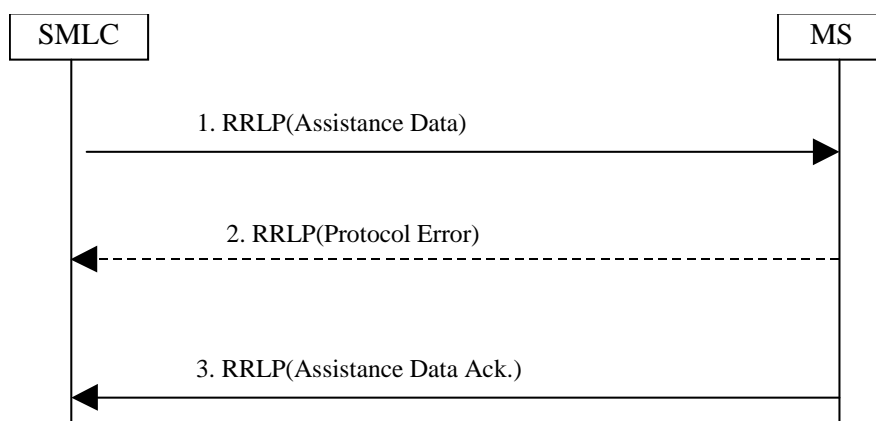 SMLC
MS
1. RRLP(Assistance Data)
2. RRLP(Protocol Error)
3. RRLP(Assistance Data Ack.)